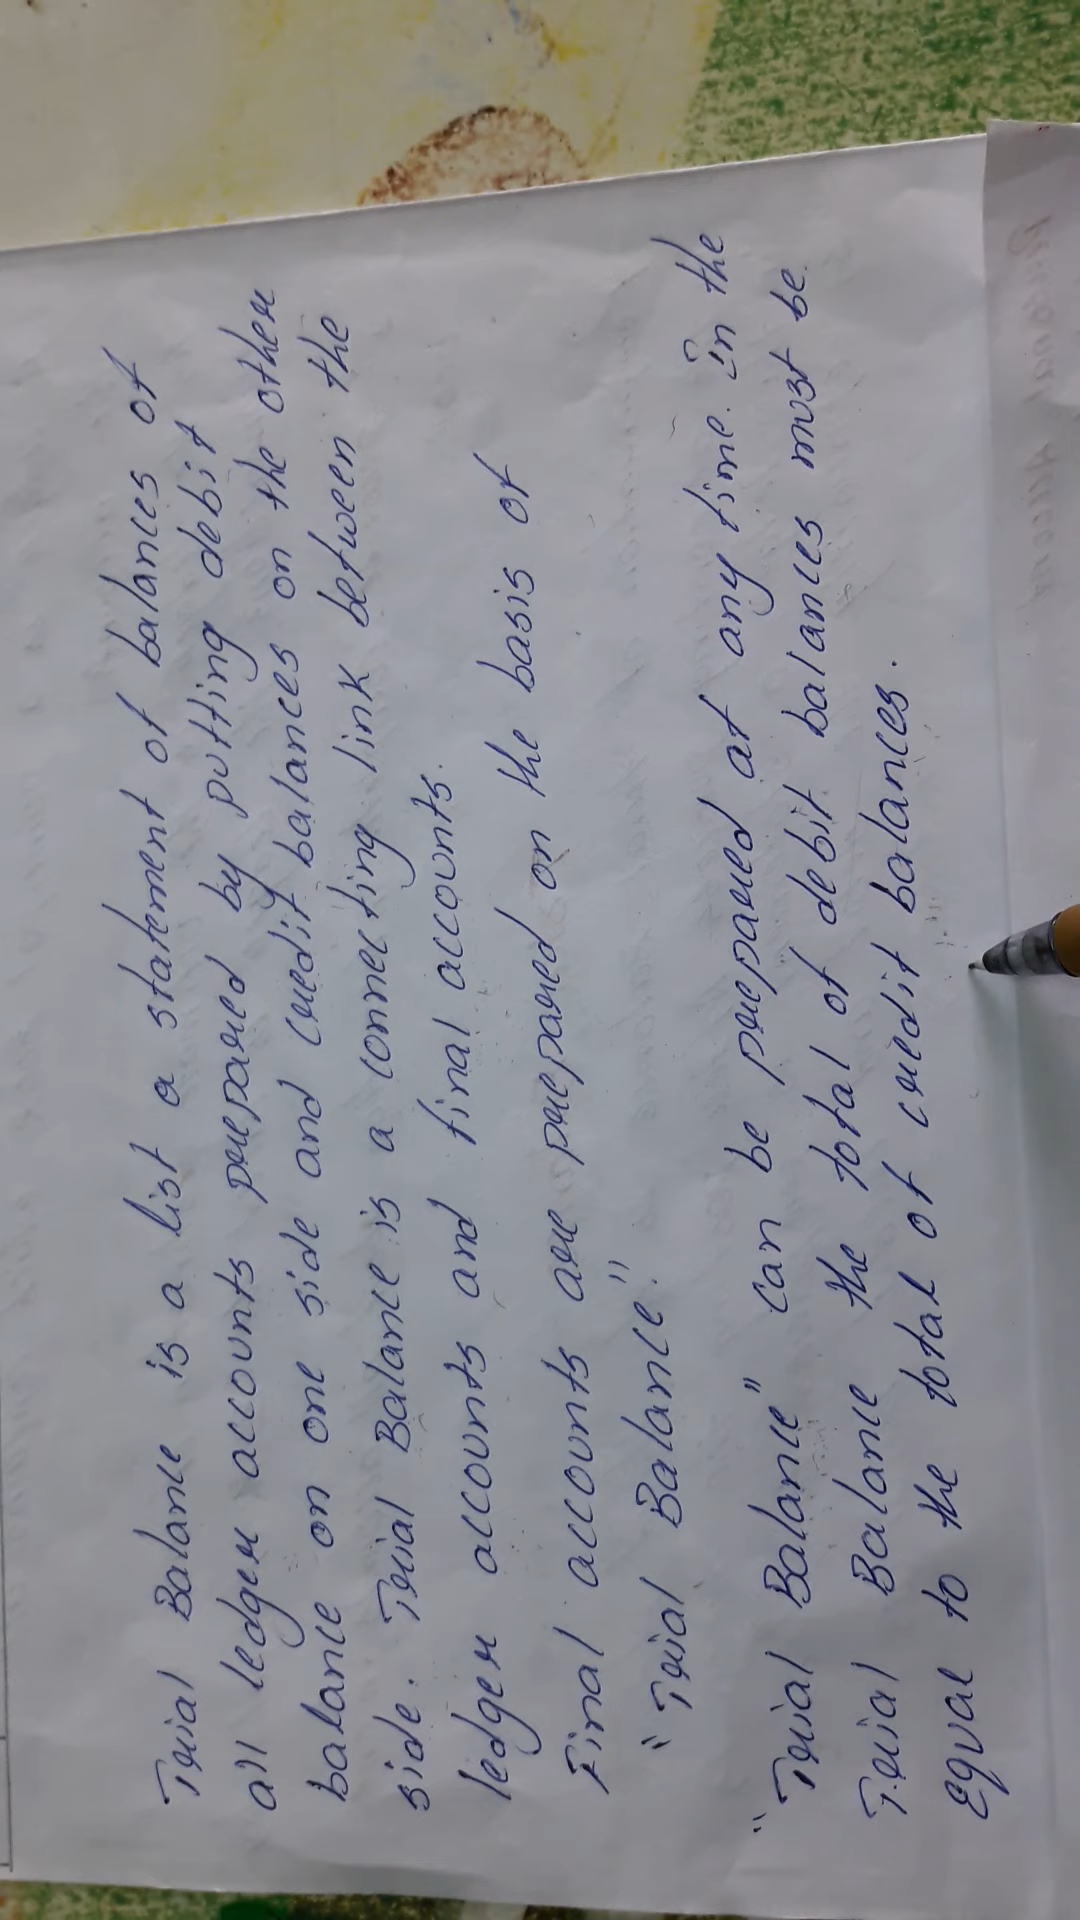 Trial Balance is a list a statement of balances of
all ledger accounts prepared by putting debit
balance on one side and credit balances on the other
side. Trial Balance is a connecting link between the
ledger accounts and final accounts.
Final accounts are prepared on the basis of
"Trial Balance."
"Trial Balance" can be prepared at any time. in the
Trial Balance the total of debit balances must be
Equal to the total of credit balances.